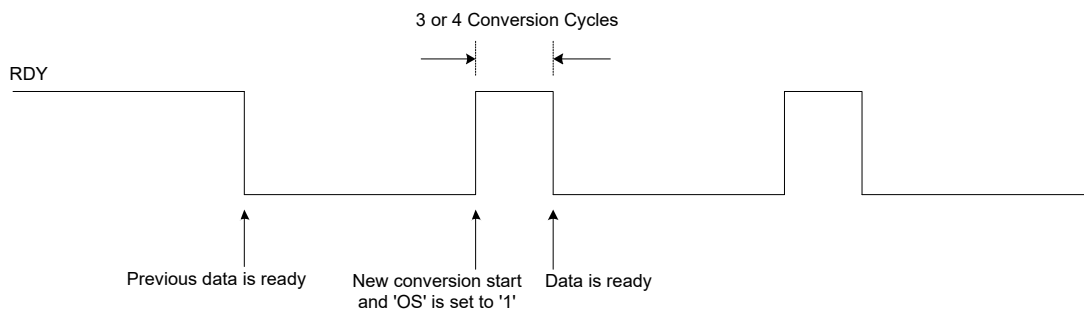 3 or 4 Conversion Cycles
RDY
Previous data is ready
New conversion start
and 'OS' is set to '1'
Data is ready